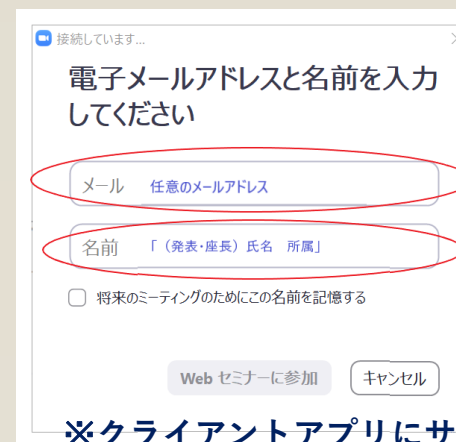 接続しています...
電子メールアドレスと名前を入力
してください
メール 任意のメールアドレス
名前 「（発表・座長）氏名 所属」
将来のミーティングのためにこの名前を記憶する
Web セミナーに参加 キャンセル
※クライアントアプリにサ